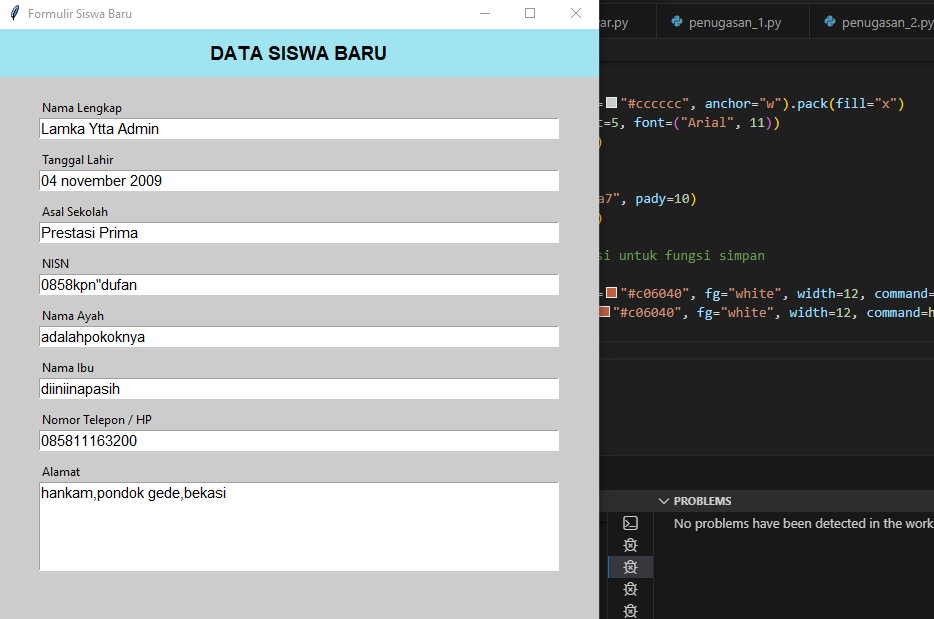 Formulir Siswa Baru
DATA SISWA BARU
Nama Lengkap
Lamka Ytta Admin
Tanggal Lahir
04 november 2009
Asal Sekolah
Prestasi Prima
NISN
0858kpn"dufan
Nama Ayah
adalahpokoknya
Nama Ibu
diiniinapasih
Nomor Telepon / HP
085811163200
Alamat
hankam,pondok gede,bekasi
ar.py penugasan_1.py penugasan_2.py
="#cccccc", anchor="w").pack(fill="x")
t=5, font=("Arial", 11))
)
a7", pady=10)
)
si untuk fungsi simpan
="#c06040", fg="white", width=12, command=
"#c06040", fg="white", width=12, command=h
PROBLEMS
No problems have been detected in the work